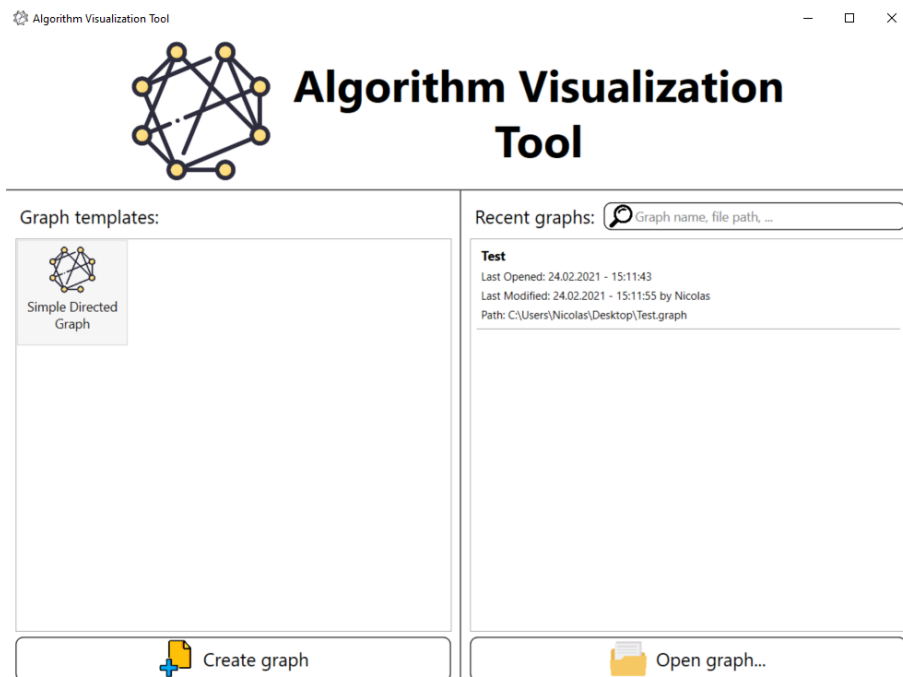 Algorithm Visualization Tool
Algorithm Visualization
Tool
Graph templates:
Simple Directed
Graph
Create graph
Recent graphs:
Graph name, file path, ...
Test
Last Opened: 24.02.2021 - 15:11:43
Last Modified: 24.02.2021 - 15:11:55 by Nicolas
Path: C:\Users\Nicolas\Desktop\Test.graph
Open graph...